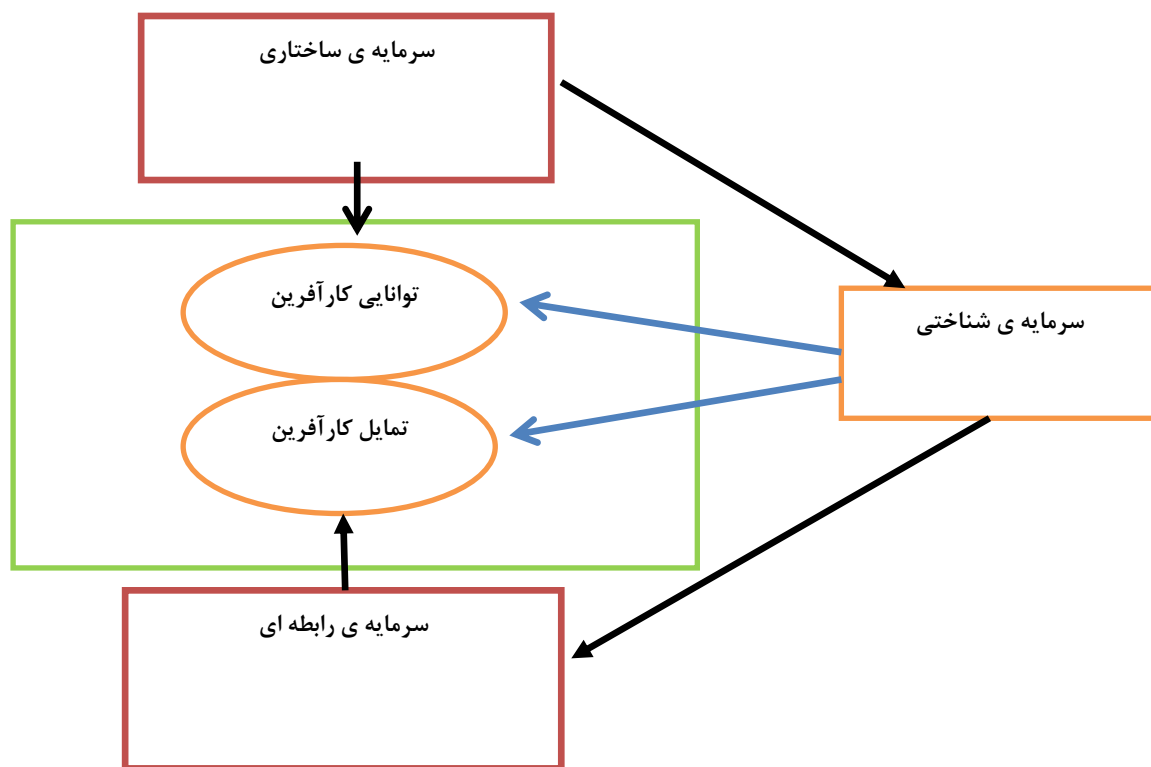 سرمایه ی ساختاری
توانایی کارآفرین
سرمایه ی شناختی
تمایل کارآفرین
سرمایه ی رابطه ای